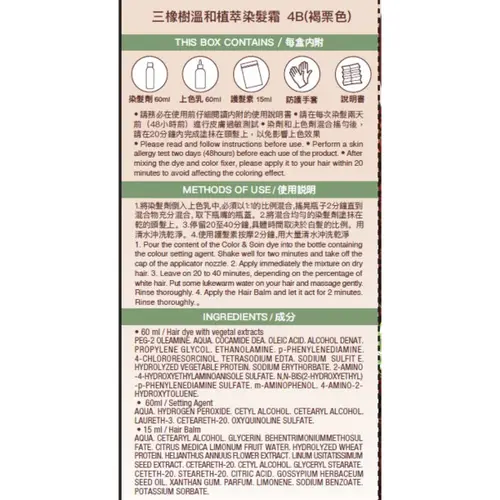 三橡樹溫和植萃染髮霜 4B(褐栗色)
THIS BOX CONTAINS / 每盒内附
染髮劑 60ml
上色乳 60ml
護髮素 15ml
防護手套
說明書
• 請務必在使用前仔細閱讀内附的使用說明書 • 請在每次染髮兩天
前（48小時前）進行皮膚過敏測試 • 染劑和上色劑混合搖勻後，
請在20分鐘內完成塗抹在頭髮上，以免影響上色效果
• Please read and follow instructions before use. • Perform a skin
allergy test two days (48hours) before each use of the product. • After
mixing the dye and color fixer, please apply it to your hair within 20
minutes to avoid affecting the coloring effect.
METHODS OF USE/使用説明
1.將染髮劑倒入上色乳中,必須以1:1的比例混合,搖晃瓶子2分鐘直到
混合物充分混合, 取下瓶嘴的瓶蓋。2.將混合均勻的染髮劑塗抹在
乾的頭髮上。3.停留20至40分鐘,具體時間取決於白髮的比例。用
清水沖洗乾淨。4.使用護髮素按摩2分鐘,用大量清水沖洗乾淨
1. Pour the content of the Color & Soin dye into the bottle containing
the colour setting agent. Shake well for two minutes and take off the
cap of the applicator nozzle. 2. Apply immediately the mixture on dry
hair. 3. Leave on 20 to 40 minutes, depending on the percentage of
white hair. Put some lukewarm water on your hair and massage gently.
Rinse thoroughly. 4. Apply the Hair Balm and let it act for 2 minutes.
Rinse thoroughly.。
INGREDIENTS/成分
• 60 ml / Hair dye with vegetal extracts
PEG-2 OLEAMINE. AQUA. COCAMIDE DEA. OLEIC ACID. ALCOHOL DENAT.
PROPYLENE GLYCOL. ETHANOLAMINE. p-PHENYLENEDIAMINE.
4-CHLORORESORCINOL. TETRASODIUM EDTA. SODIUM SULFIT E.
HYDROLYZED VEGETABLE PROTEIN. SODIUM ERYTHORBATE. 2-AMINO
-4-HYDROXYETHYLAMINOANISOLE SULFATE. N,N-BIS(2-HYDROXYETHYL)
-p-PHENYLENEDIAMINE SULFATE. m-AMINOPHENOL. 4-AMINO-2-
HYDROXYTOLUENE.
• 60ml / Setting Agent
AQUA. HYDROGEN PEROXIDE. CETYL ALCOHOL. CETEARYL ALCOHOL.
LAURETH-3. CETEARETH-20. OXYQUINOLINE SULFATE.
• 15 ml / Hair Balm
AQUA. CETEARYL ALCOHOL. GLYCERIN. BEHENTRIMONIUMMETHOSUL
FATE. CITRUS MEDICA LIMONUM FRUIT WATER. HYDROLYZED WHEAT
PROTEIN. HELIANTHUS ANNUUS FLOWER EXTRACT. LINUM USITATISSIMUM
SEED EXTRACT. CETEARETH-20. CETYL ALCOHOL. GLYCERYL STEARATE.
CETETH-20. STEARETH-20. CITRIC ACID. GOSSYPIUM HERBACEUM
SEED OIL. XANTHAN GUM. PARFUM. LIMONENE. SODIUM BENZOATE.
POTASSIUM SORBATE.